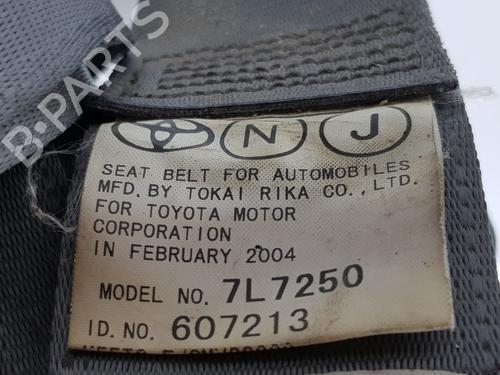 B-PARTS
N J
SEAT BELT FOR AUTOMOBILES
MFD. BY TOKAI RIKA CO., LTD.
FOR TOYOTA MOTOR
CORPORATION
IN FEBRUARY 2004
MODEL NO. 7L7250
I D. NO. 607213
MEETS